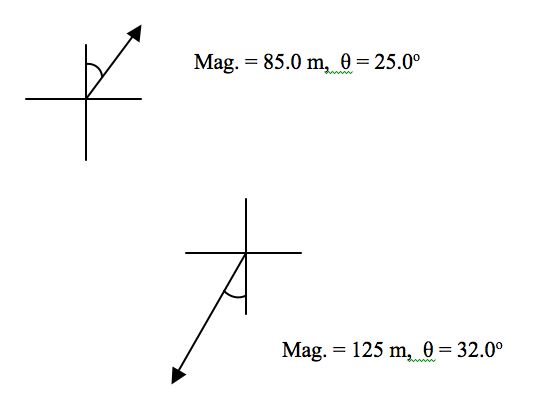 Mag. = 85.0 m, θ = 25.0º
Mag. = 125 m, θ = 32.0º